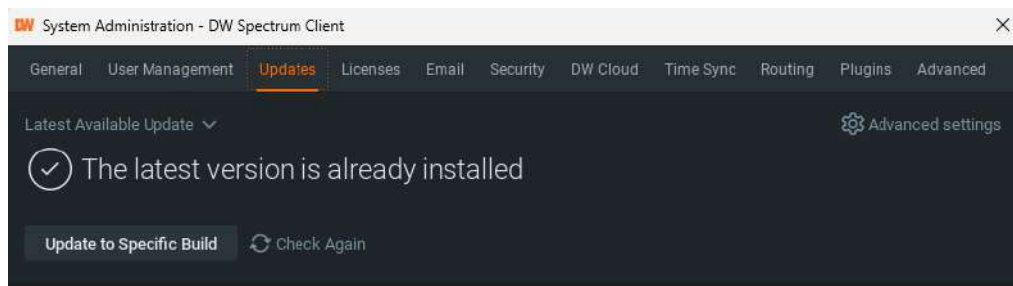 DW System Administration - DW Spectrum Client
General User Management Updates Licenses Email Security DW Cloud Time Sync Routing Plugins Advanced
Latest Available Update Advanced settings
The latest version is already installed
Update to Specific Build Check Again